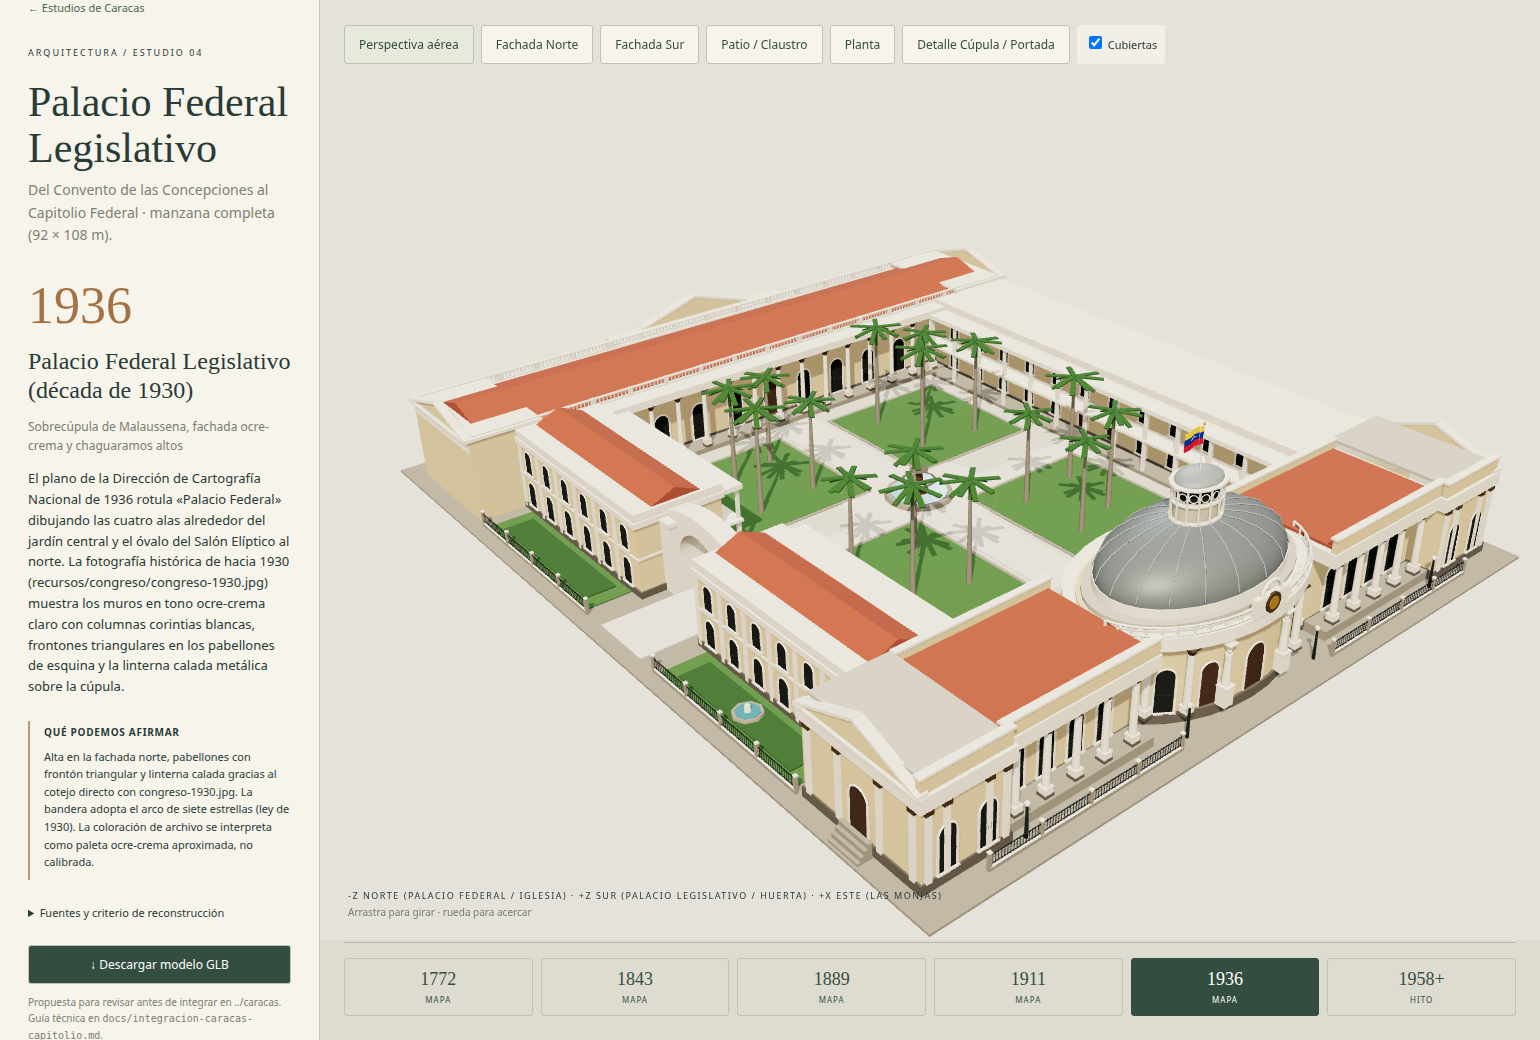 ← Estudios de Caracas
ARQUITECTURA / ESTUDIO 04
Palacio Federal
Legislativo
Del Convento de las Concepciones al
Capitolio Federal · manzana completa
(92 × 108 m).
1936
Palacio Federal Legislativo
(década de 1930)
Sobrecúpula de Malaussena, fachada ocre-
crema y chaguaramos altos
El plano de la Dirección de Cartografía
Nacional de 1936 rotula «Palacio Federal»
dibujando las cuatro alas alrededor del
jardín central y el óvalo del Salón Elíptico al
norte. La fotografía histórica de hacia 1930
(recursos/congreso/congreso-1930.jpg)
muestra los muros en tono ocre-crema
claro con columnas corintias blancas,
frontones triangulares en los pabellones
de esquina y la linterna calada metálica
sobre la cúpula.
QUÉ PODEMOS AFIRMAR
Alta en la fachada norte, pabellones con
frontón triangular y linterna calada gracias al
cotejo directo con congreso-1930.jpg. La
bandera adopta el arco de siete estrellas (ley de
1930). La coloración de archivo se interpreta
como paleta ocre-crema aproximada, no
calibrada.
▶ Fuentes y criterio de reconstrucción
↓ Descargar modelo GLB
Propuesta para revisar antes de integrar en ../caracas.
Guía técnica en docs/integracion-caracas-
capitolio.md.
Perspectiva aérea
Fachada Norte
Fachada Sur
Patio / Claustro
Planta
Detalle Cúpula / Portada
Cubiertas
-Z NORTE (PALACIO FEDERAL / IGLESIA) · +Z SUR (PALACIO LEGISLATIVO / HUERTA) · +X ESTE (LAS MONJAS)
Arrastra para girar · rueda para acercar
1772
MAPA
1843
MAPA
1889
MAPA
1911
MAPA
1936
MAPA
1958+
HITO